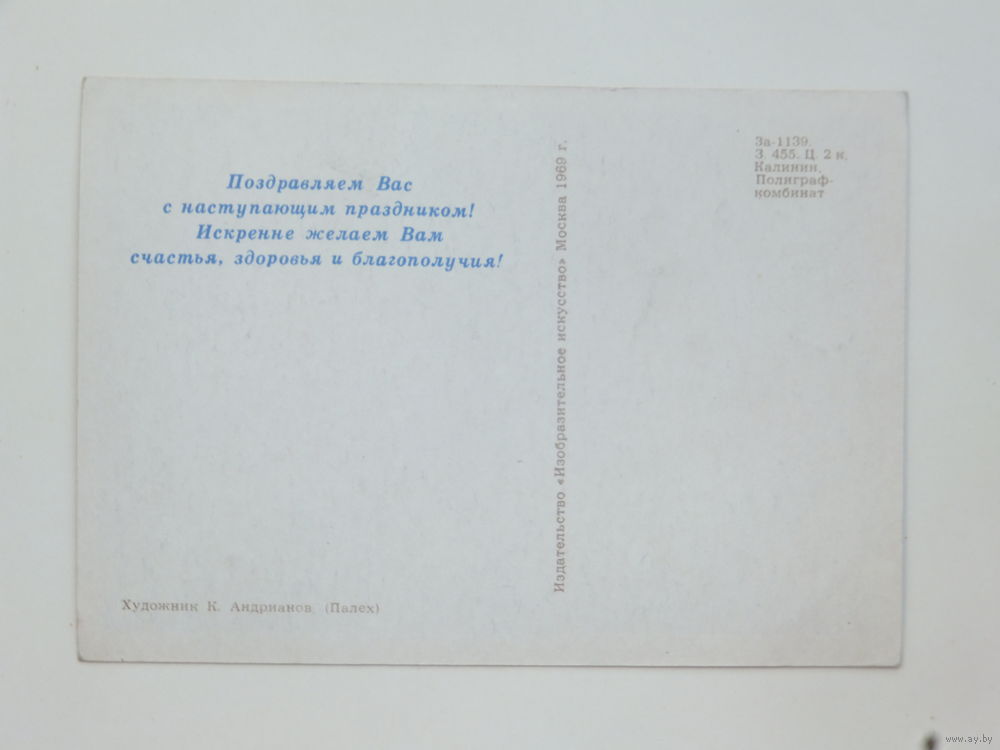 Поздравляем Вас
с наступающим праздником!
Искренне желаем Вам
счастья, здоровья и благополучия!
Художник К. Андрианов (Палех)
Издательство «Изобразительное искусство» Москва 1969 г.
За-1139.
З. 455. Ц. 2 к.
Калинин.
Полиграф-
комбинат
www.ay.by